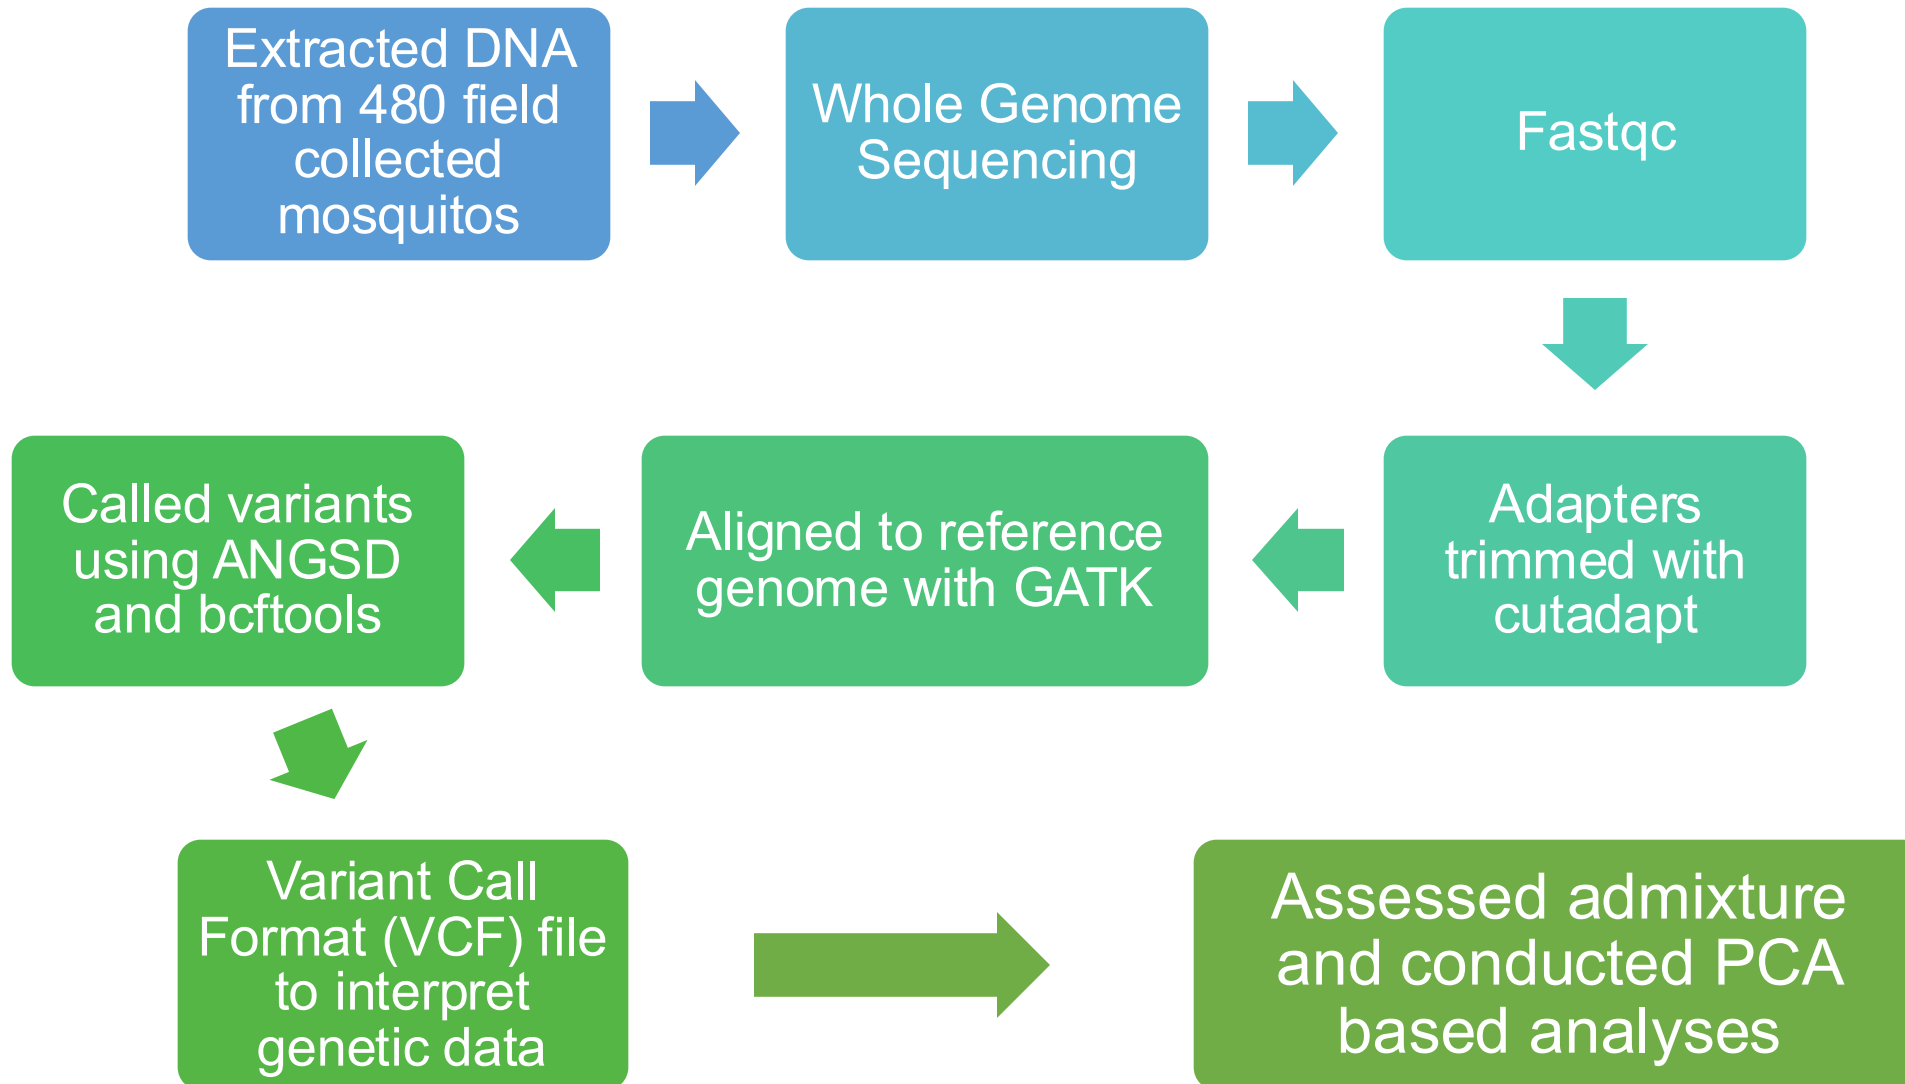 Extracted DNA
from 480 field
collected
mosquitos
Whole Genome
Sequencing
Fastqc
Adapters
trimmed with
cutadapt
Aligned to reference
genome with GATK
Called variants
using ANGSD
and bcftools
Variant Call
Format (VCF) file
to interpret
genetic data
Assessed admixture
and conducted PCA
based analyses